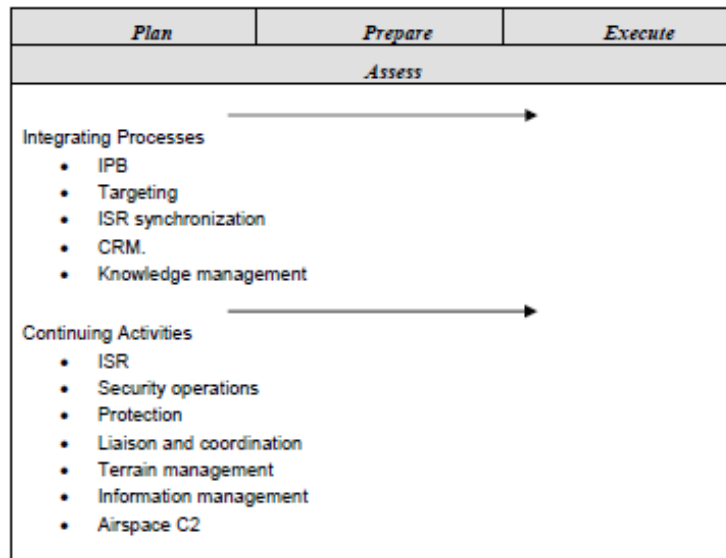 Plan Prepare Execute
Assess
Integrating Processes
• IPB
• Targeting
• ISR synchronization
• CRM.
• Knowledge management
Continuing Activities
• ISR
• Security operations
• Protection
• Liaison and coordination
• Terrain management
• Information management
• Airspace C2